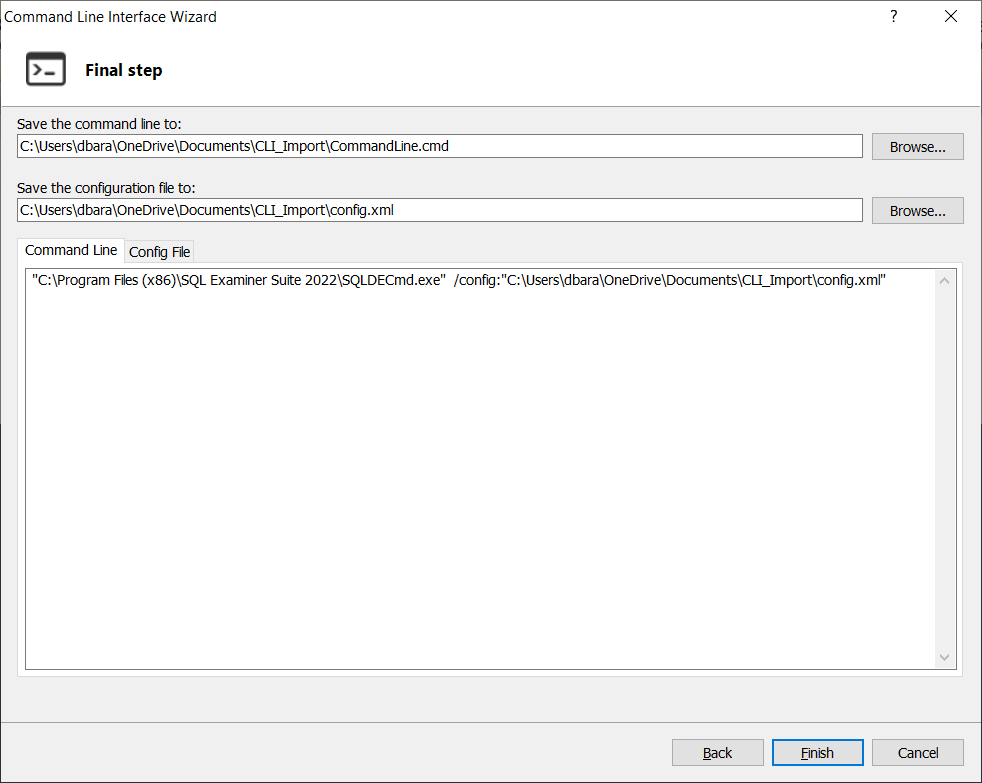 Command Line Interface Wizard
?
Final step
Save the command line to:
C:\Users\dbara\OneDrive\Documents\CLI_Import\CommandLine.cmd
Browse...
Save the configuration file to:
C:\Users\dbara\OneDrive\Documents\CLI_Import\config.xml
Browse...
Command Line
Config File
"C:\Program Files (x86)\SQL Examiner Suite 2022\SQLDECmd.exe"  /config:"C:\Users\dbara\OneDrive\Documents\CLI_Import\config.xml"
Back
Finish
Cancel